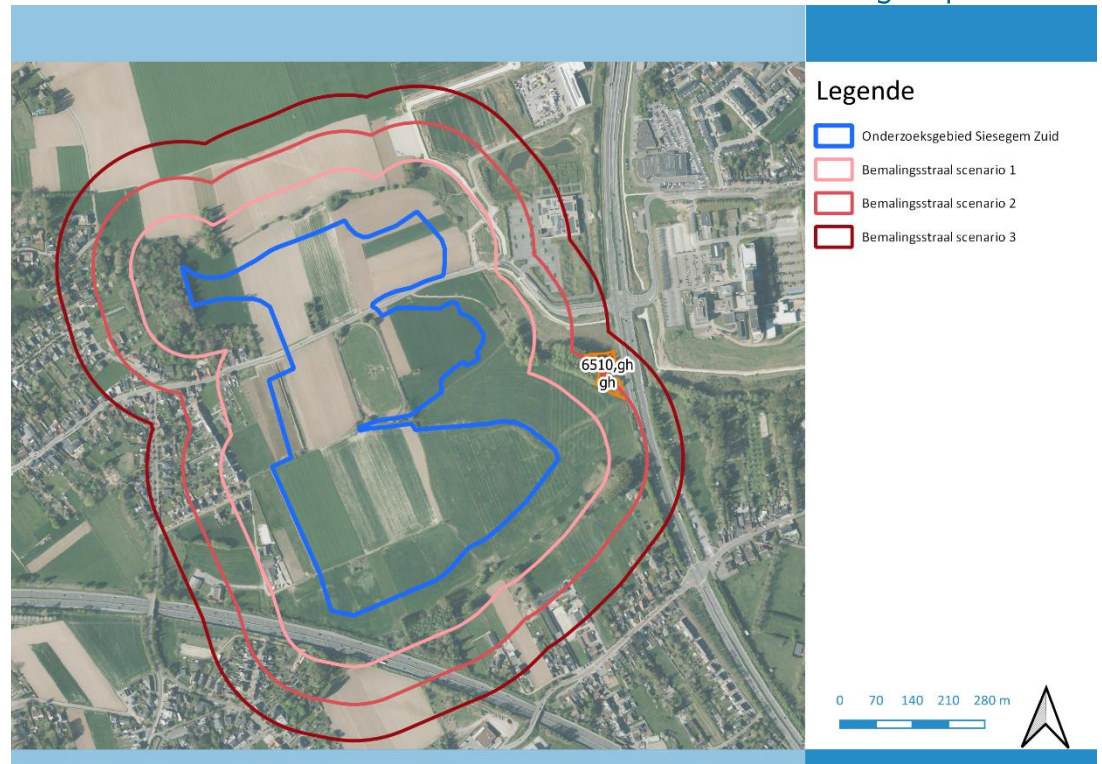 Legende
Onderzoeksgebied Siesegem Zuid
Bemalingsstraal scenario 1
Bemalingsstraal scenario 2
Bemalingsstraal scenario 3
6510,gh
gh
0 70 140 210 280 m